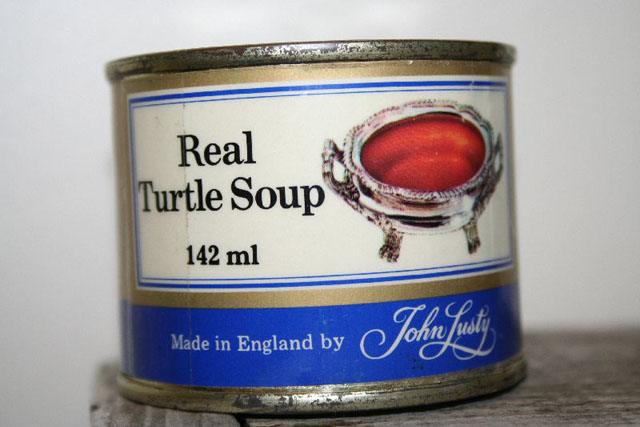 Real
Turtle Soup
142 ml
Made in England by John Lusty